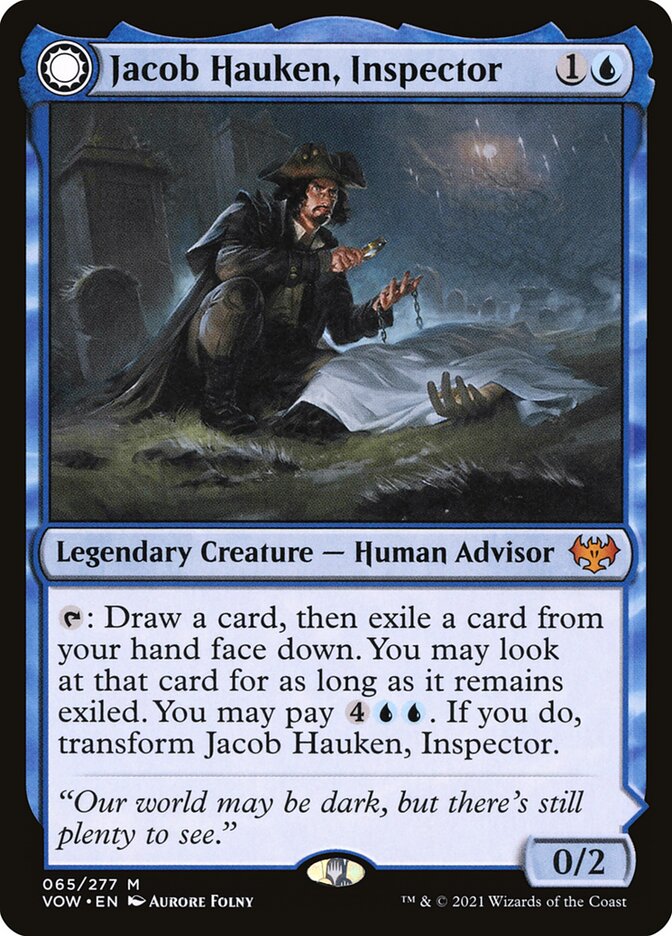 Jacob Hauken, Inspector 1
Legendary Creature — Human Advisor
: Draw a card, then exile a card from
your hand face down. You may look
at that card for as long as it remains
exiled. You may pay 4. If you do,
transform Jacob Hauken, Inspector.
“Our world may be dark, but there’s still
plenty to see.”
0/2
065/277 M
VOW • EN AURORE FOLNY ™ & © 2021 Wizards of the Coast